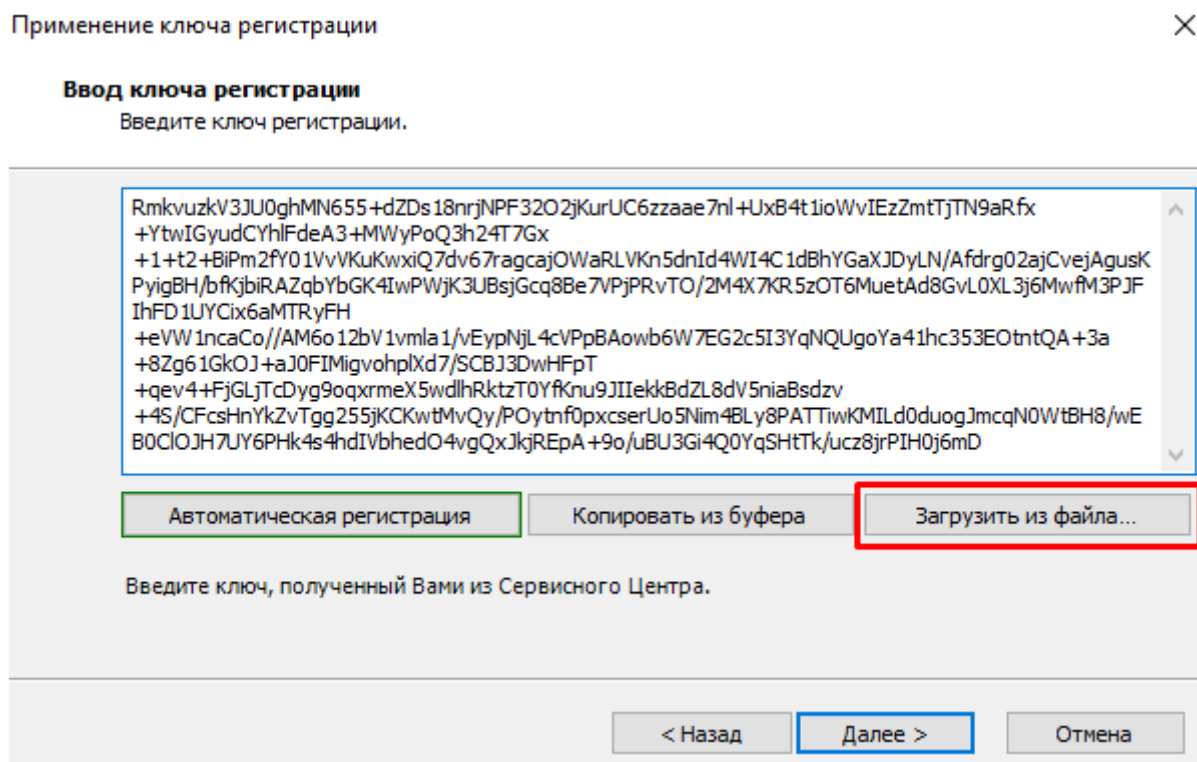 Применение ключа регистрации
Ввод ключа регистрации
Введите ключ регистрации.
RmkvuzkV3JU0ghMN655+dZDs18nrjNPF32O2jKurUC6zzaae7nl+UxB4t1ioWvIEzZmtTjTN9aRfx
+YtwIGyudCYhlFdeA3+MWyPoQ3h24T7Gx
+1+t2+BiPm2fY01VvVKuKwxiQ7dv67ragcajOWaRLVKn5dnId4WI4C1dBhYGaXJDyLN/Afdrg02ajCvejAgusK
PyigBH/bfKjbiRAZqbYbGK4IwPWjK3UBsjGcq8Be7VPjPRvTO/2M4X7KR5zOT6MuetAd8GvL0XL3j6MwfM3PJF
IhFD1UYCix6aMTRyFH
+eVW1ncaCo//AM6o12bV1vmla1/vEypNjL4cVPpBAowb6W7EG2c5I3YqNQUgoYa41hc353EOtntQA+3a
+8Zg61GkOJ+aJ0FIMigvohplXd7/SCBJ3DwHFpT
+qev4+FjGLjTcDyg9oqxrmeX5wdlhRktzT0YfKnu9JIIekkBdZL8dV5niaBsdzv
+4S/CFcsHnYkZvTgg255jKCKwtMvQy/POytnf0pxcserUo5Nim4BLy8PATTiwKMILd0duogJmcqN0WtBH8/wE
B0ClOJH7UY6PHk4s4hdIVbhedO4vgQxJkjREpA+9o/uBU3Gi4Q0YqSHtTk/ucz8jrPIH0j6mD
Автоматическая регистрация
Копировать из буфера
Загрузить из файла...
Введите ключ, полученный Вами из Сервисного Центра.
< Назад
Далее >
Отмена